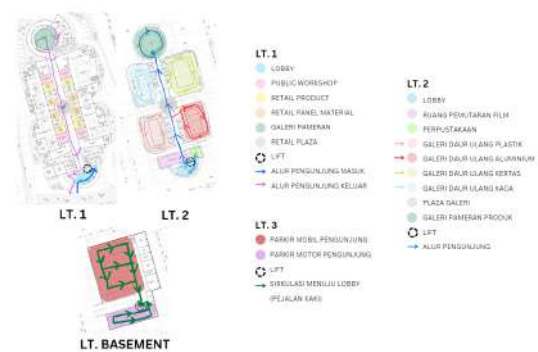 LT. 1
LT. 2
LT. BASEMENT
LT. 1
LOBBY
PUBLIC WORKSHOP
RETAIL PRODUCT
RETAIL PANEL MATERIAL
GALERI PAMERAN
RETAIL PLAZA
LIFT
ALUR PENGUNJUNG MASUK
ALUR PENGUNJUNG KELUAR
LT. 3
PARKIR MOBIL PENGUNJUNG
PARKIR MOTOR PENGUNJUNG
LIFT
SIRKULASI MENUJU LOBBY
(PEJALAN KAKI)
LT. 2
LOBBY
RUANG PEMUTARAN FILM
PERPUSTAKAAN
GALERI DAUR ULANG PLASTIK
GALERI DAUR ULANG ALUMINIUM
GALERI DAUR ULANG KERTAS
GALERI DAUR ULANG KACA
PLAZA GALERI
GALERI PAMERAN PRODUK
LIFT
ALUR PENGUNJUNG